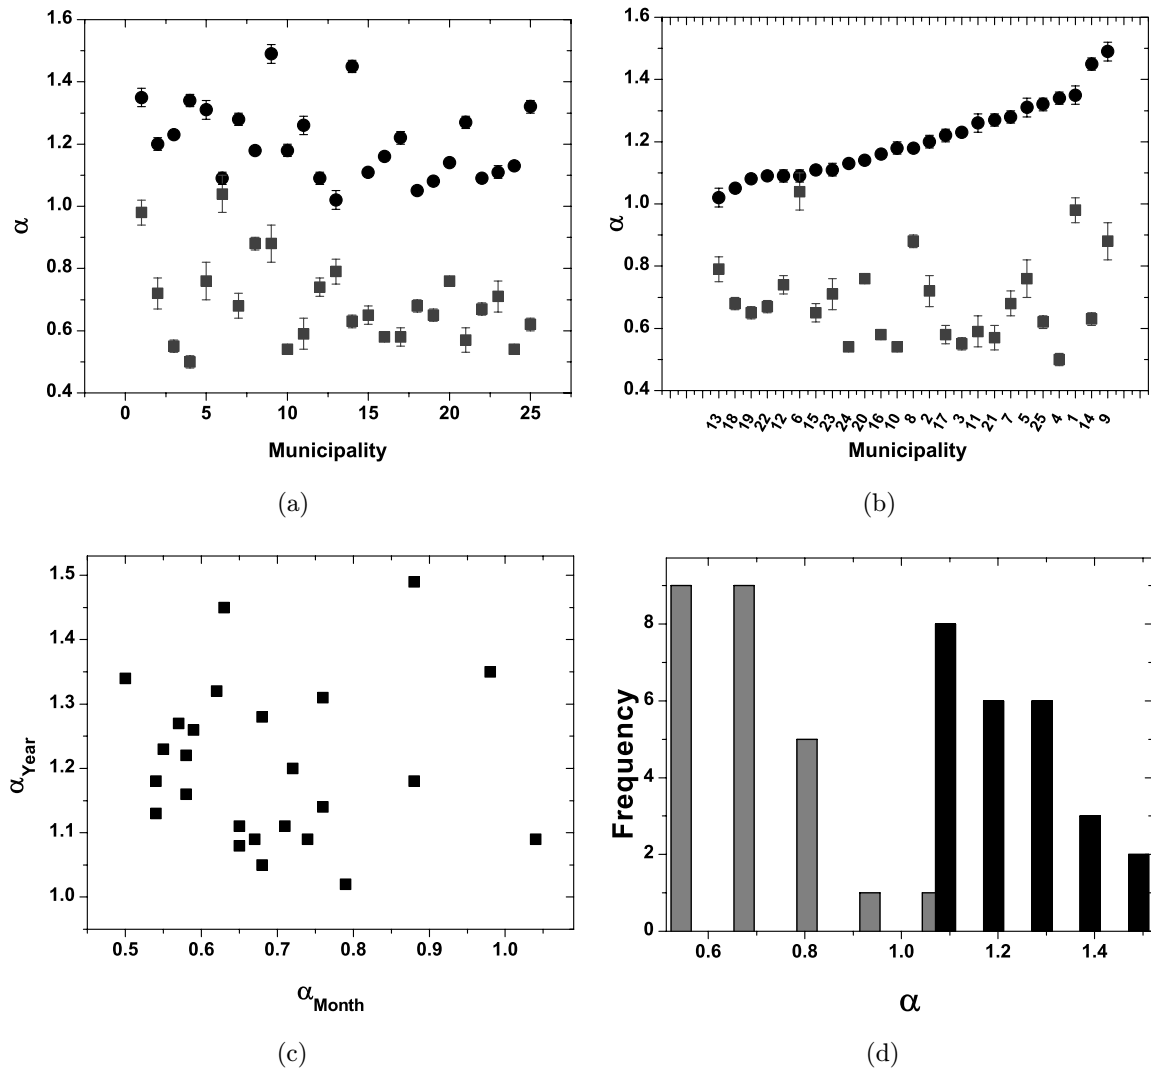 1.6
1.4
1.2
1.0
0.8
0.6
0.4
α
0 5 10 15 20 25
Municipality
(a)
1.6
1.4
1.2
1.0
0.8
0.6
0.4
α
13 18 19 22 12 6 15 23 24 20 16 10 8 2 17 3 11 21 7 5 25 4 1 14 9
Municipality
(b)
1.5
1.4
1.3
1.2
1.1
1.0
α Year
0.5 0.6 0.7 0.8 0.9 1.0
α Month
(c)
8
6
4
2
0
Frequency
0.6 0.8 1.0 1.2 1.4
α
(d)